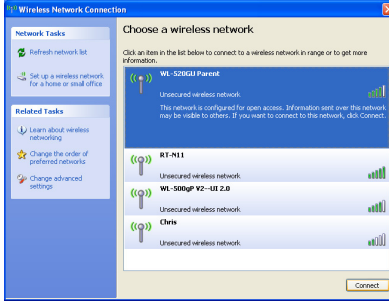 Wireless Network Connection
Network Tasks
Refresh network list
Set up a wireless network
for a home or small office
Related Tasks
Learn about wireless
networking
Change the order of
preferred networks
Change advanced
settings
Choose a wireless network
Click an item in the list below to connect to a wireless network in range or to get more
information.
WL-520GU Parent
Unsecured wireless network
This network is configured for open access. Information sent over this network
may be visible to others. If you want to connect to this network, click Connect.
RT-N11
Unsecured wireless network
WL-500gP V2--UI 2.0
Unsecured wireless network
Chris
Unsecured wireless network
Connect